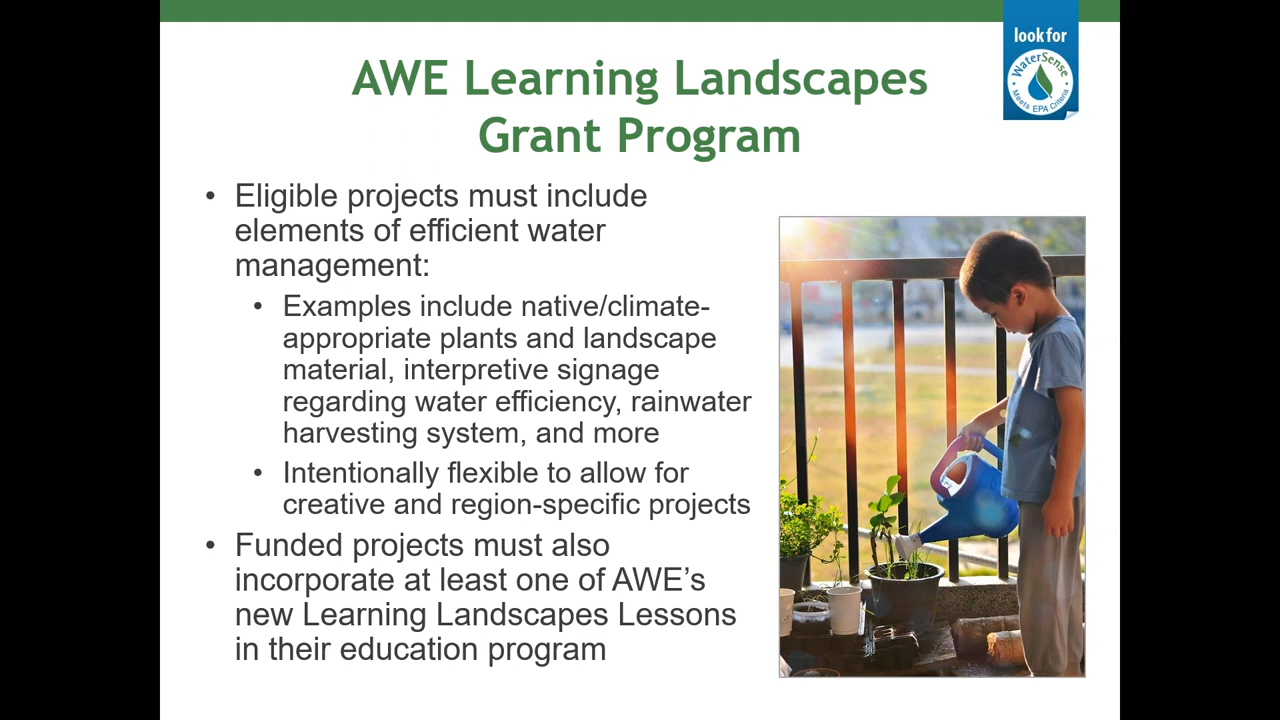 look for
WaterSense
Meets EPA Criteria
AWE Learning Landscapes
Grant Program
• Eligible projects must include
elements of efficient water
management:
• Examples include native/climate-
appropriate plants and landscape
material, interpretive signage
regarding water efficiency, rainwater
harvesting system, and more
• Intentionally flexible to allow for
creative and region-specific projects
• Funded projects must also
incorporate at least one of AWE’s
new Learning Landscapes Lessons
in their education program